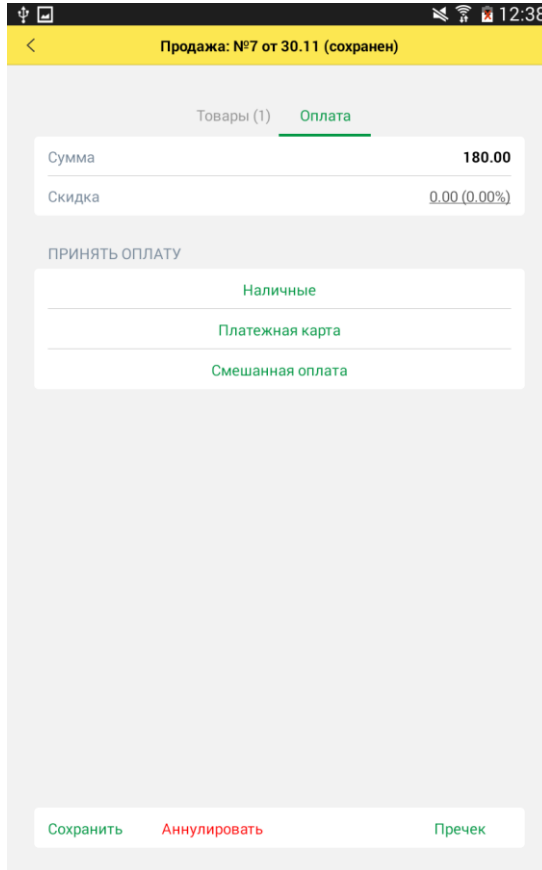 12:38
Продажа: №7 от 30.11 (сохранен)
Товары (1) Оплата
Сумма 180.00
Скидка 0.00 (0.00%)
ПРИНЯТЬ ОПЛАТУ
Наличные
Платежная карта
Смешанная оплата
Сохранить Аннулировать Пречек